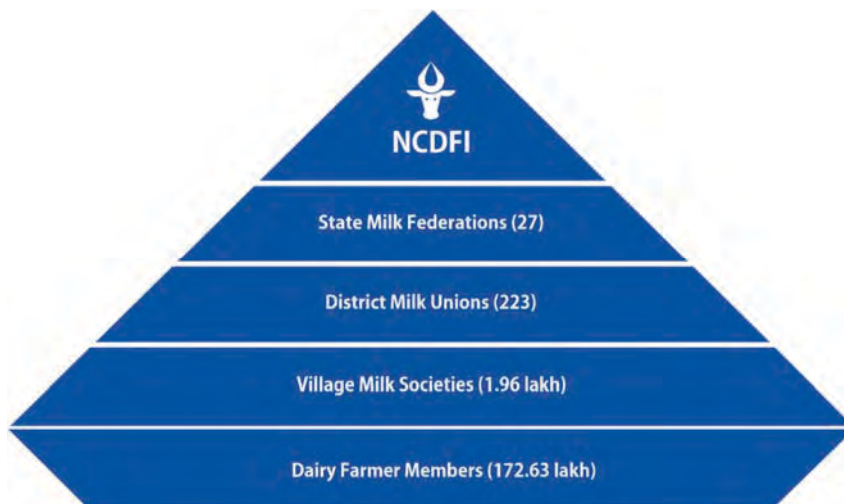 NCDFI
State Milk Federations (27)
District Milk Unions (223)
Village Milk Societies (1.96 lakh)
Dairy Farmer Members (172.63 lakh)